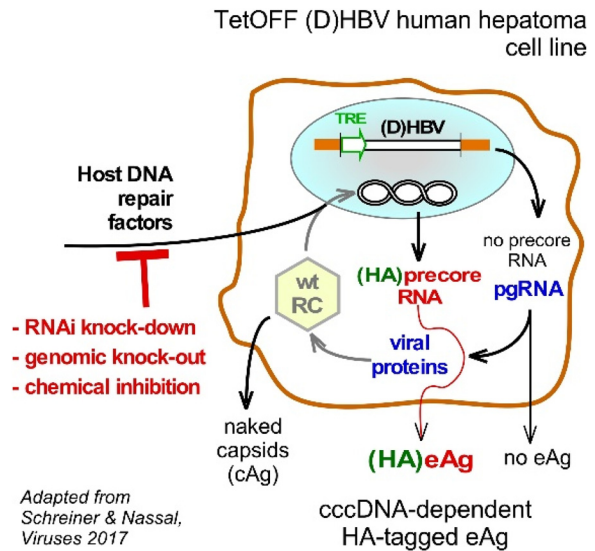 TetOFF (D)HBV human hepatoma
cell line
TRE
(D)HBV
Host DNA
repair
factors
no precore
RNA
pgRNA
(HA)precore
RNA
wt
RC
- RNAi knock-down
- genomic knock-out
- chemical inhibition
viral
proteins
naked
capsids
(cAg)
(HA)eAg
no eAg
Adapted from
Schreiner & Nassal,
Viruses 2017
cccDNA-dependent
HA-tagged eAg